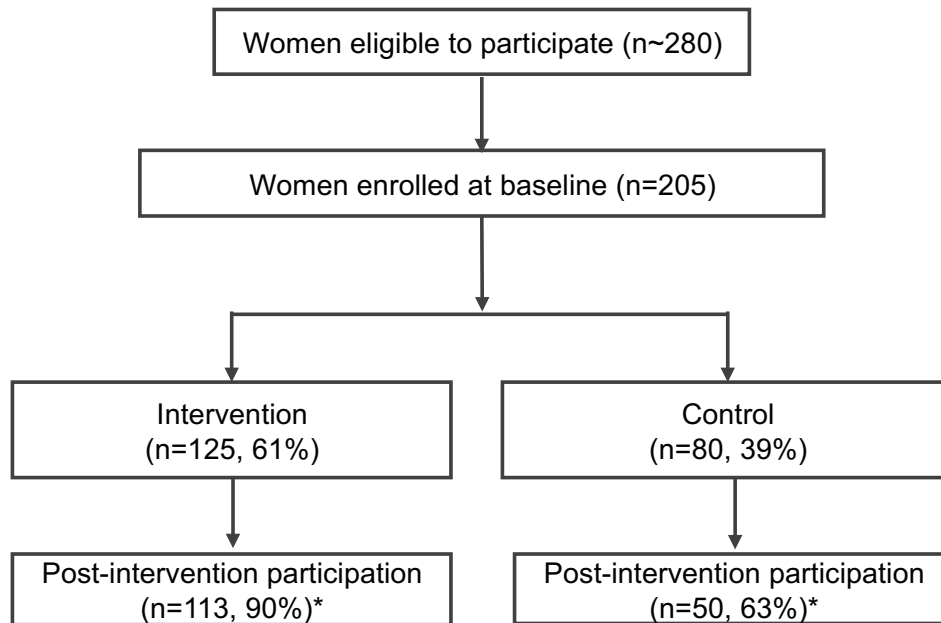 Women eligible to participate (n~280)
Women enrolled at baseline (n=205)
Intervention
(n=125, 61%)
Control
(n=80, 39%)
Post-intervention participation
(n=113, 90%)*
Post-intervention participation
(n=50, 63%)*